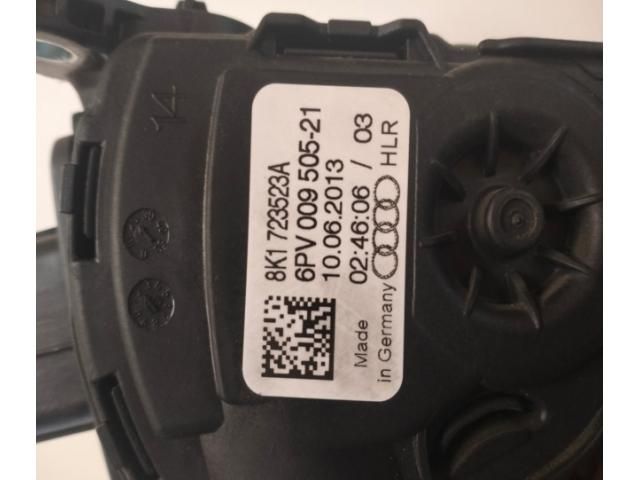 14
8K1 723523A
6PV 009 505-21
10.06.2013
02:46:06 / 03
HLR
Made
in Germany